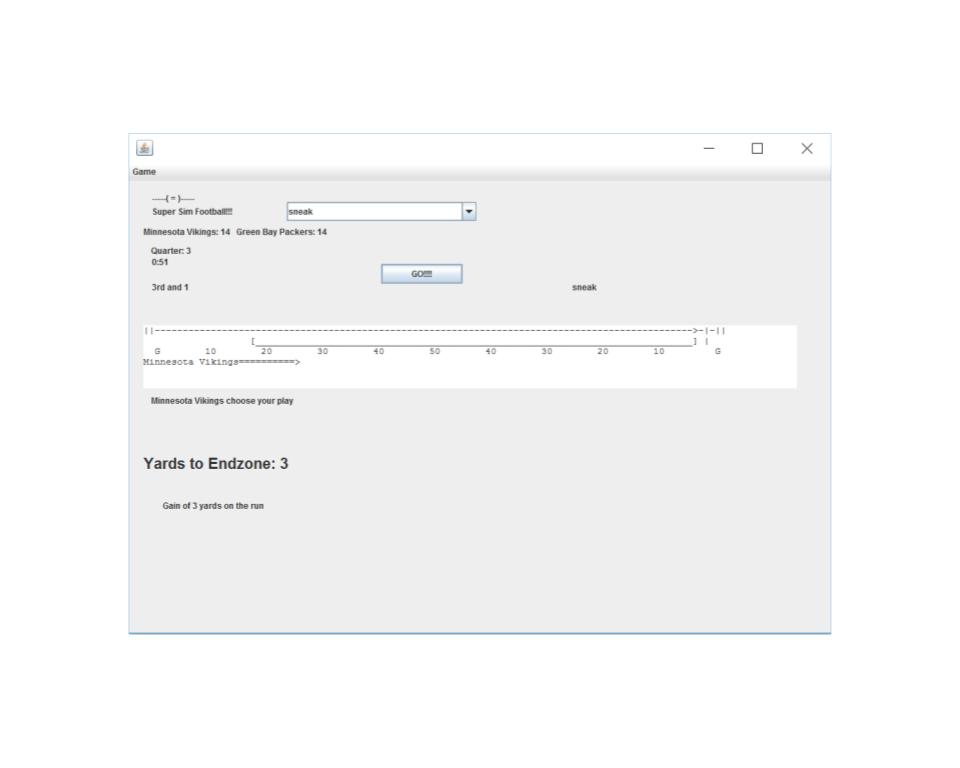 Game
-----( = )-----
Super Sim Football!!!
sneak
Minnesota Vikings: 14 Green Bay Packers: 14
Quarter: 3
0:51
GO!!!!
3rd and 1
sneak
||------------------------------------------------------------------------------------------------>-|-||
[______________________________________________________________________________] |
G 10 20 30 40 50 40 30 20 10 G
Minnesota Vikings==========>
Minnesota Vikings choose your play
Yards to Endzone: 3
Gain of 3 yards on the run